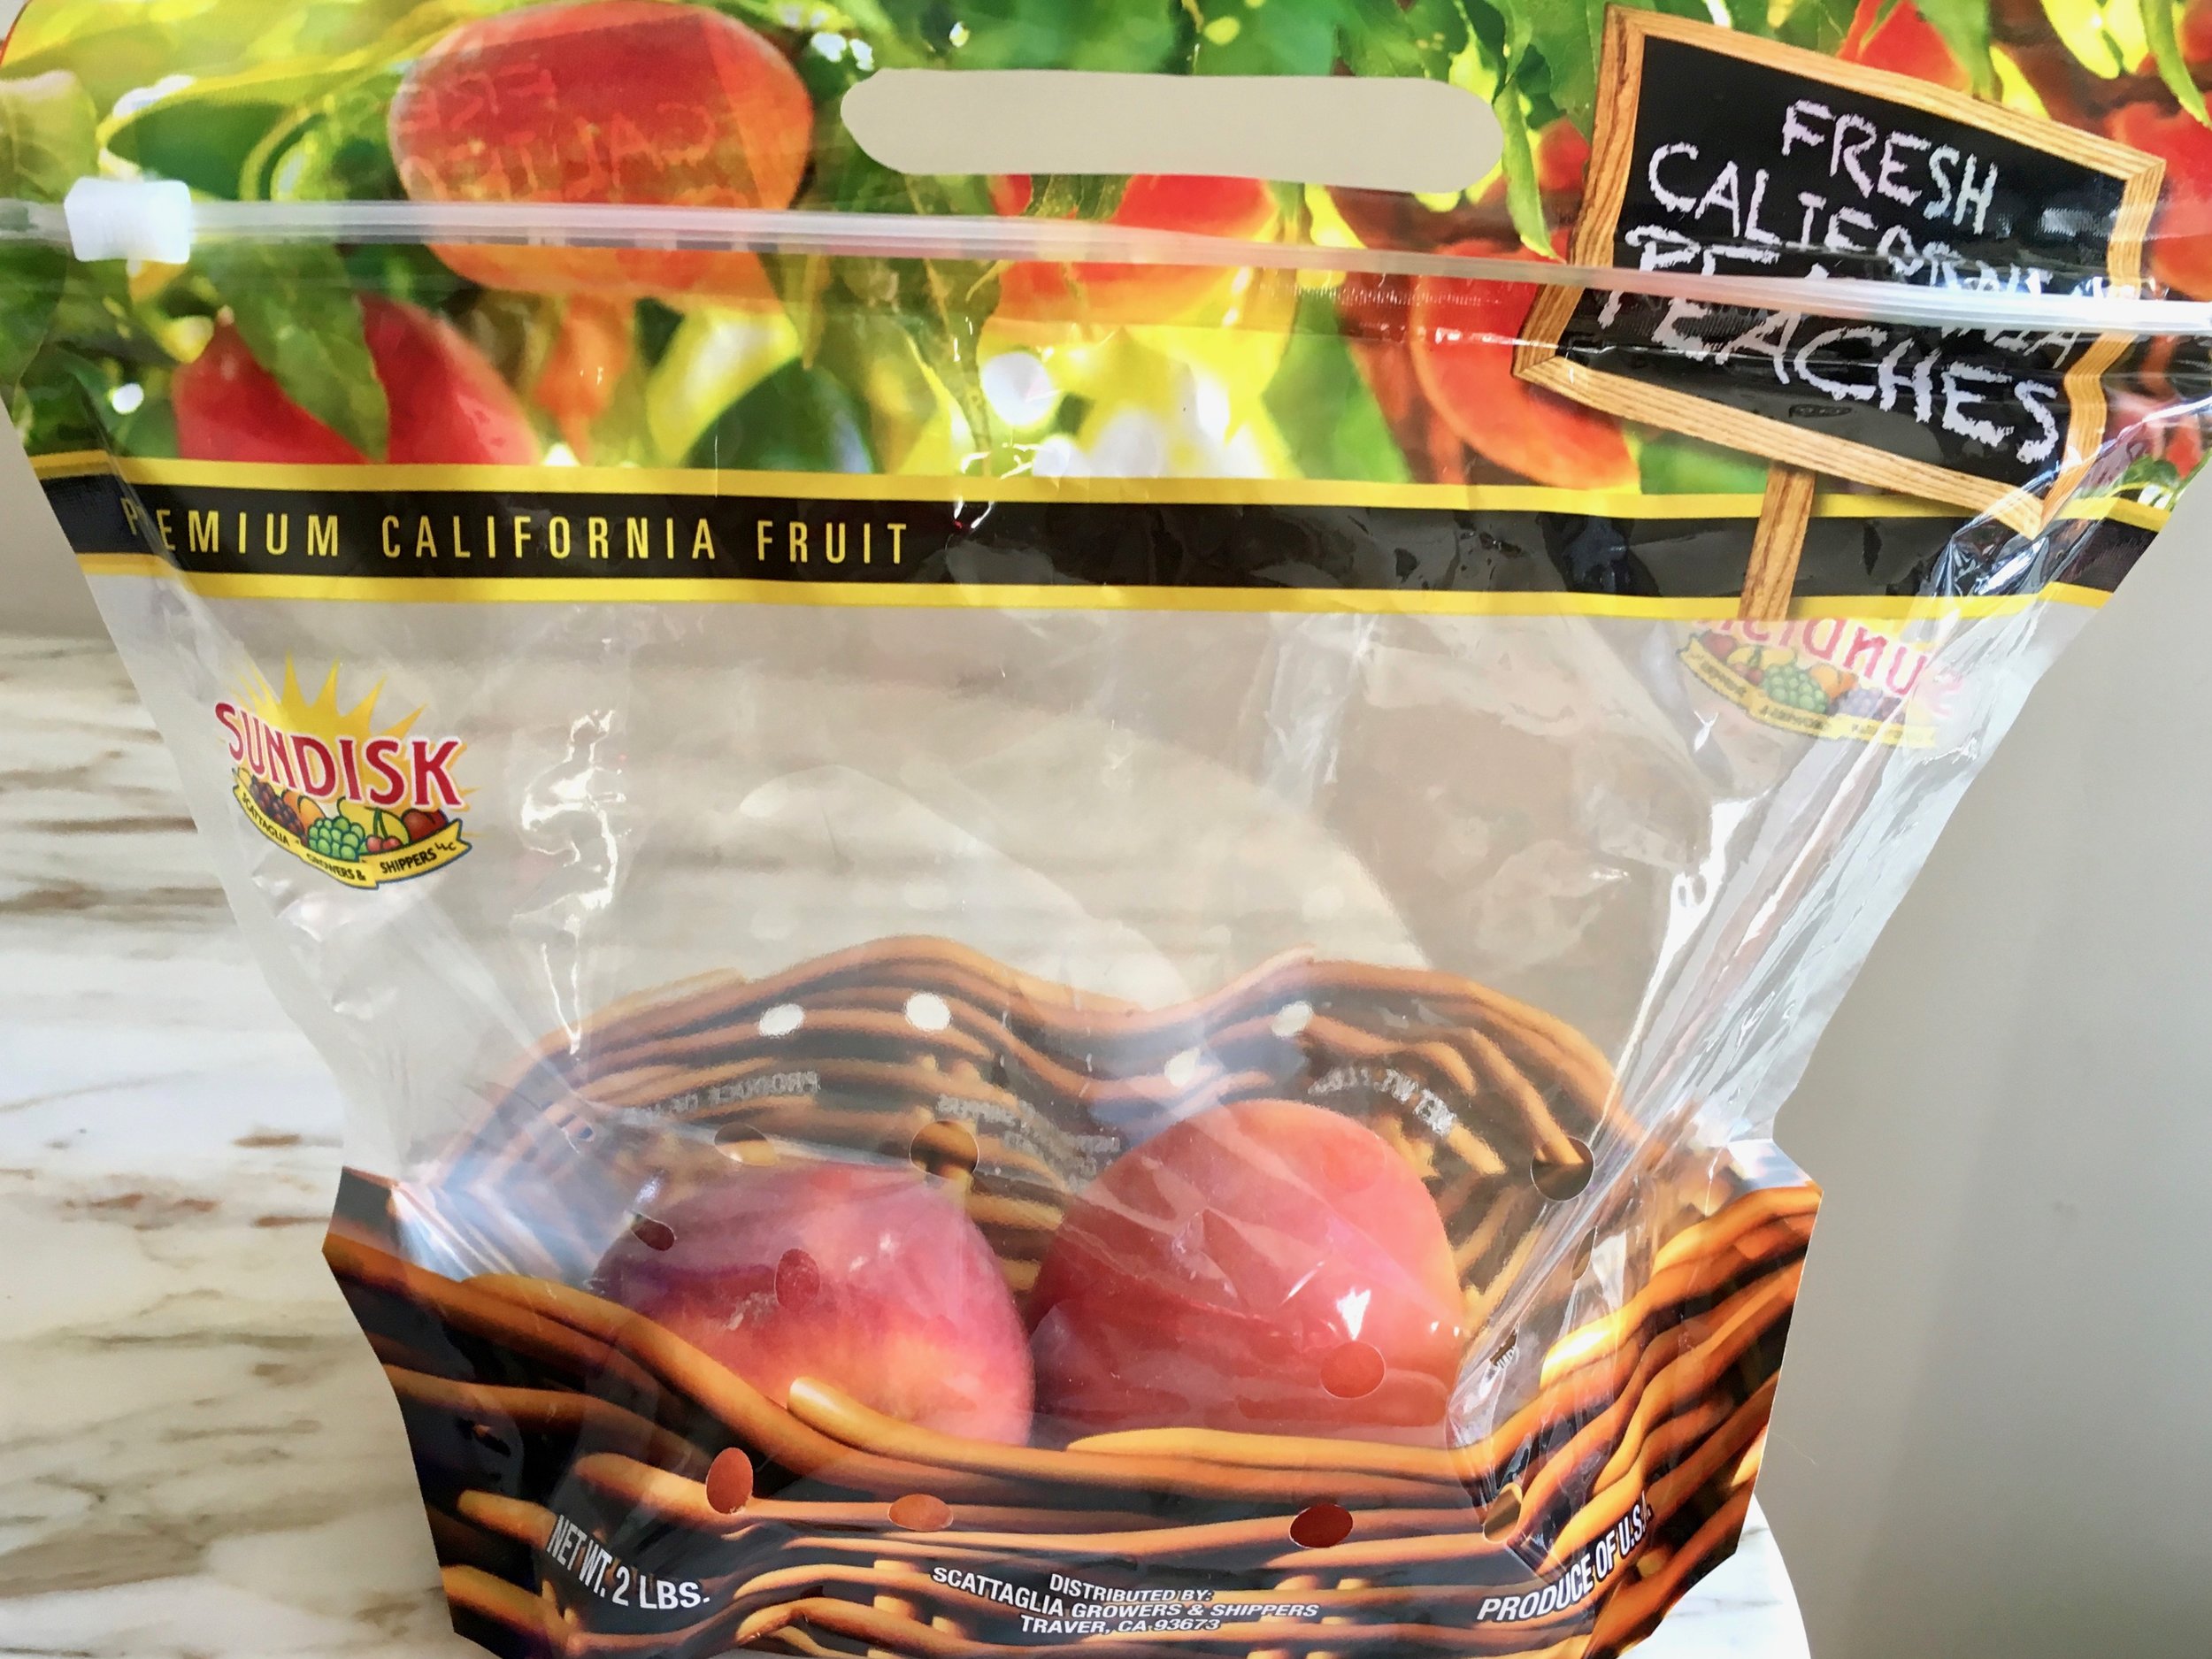 FRESH
CALIFORNIA
PEACHES
PREMIUM CALIFORNIA FRUIT
SUNDISK
SCATTAGLIA GROWERS & SHIPPERS LLC
NET WT. 2 LBS.
DISTRIBUTED BY:
SCATTAGLIA GROWERS & SHIPPERS
TRAVER, CA 93673
PRODUCE OF U.S.A.